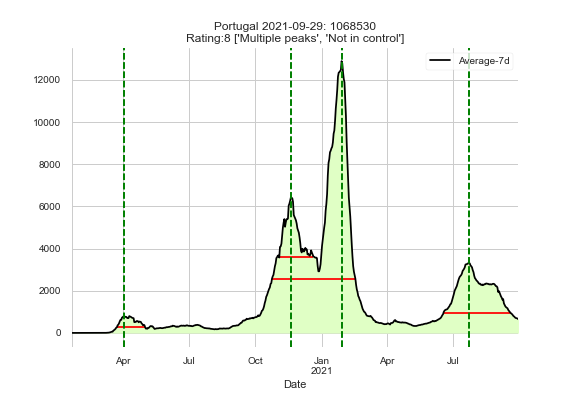 Portugal 2021-09-29: 1068530
Rating:8 ['Multiple peaks', 'Not in control']
Average-7d
12000
10000
8000
6000
4000
2000
0
Apr Jul Oct Jan Apr Jul
2021
Date